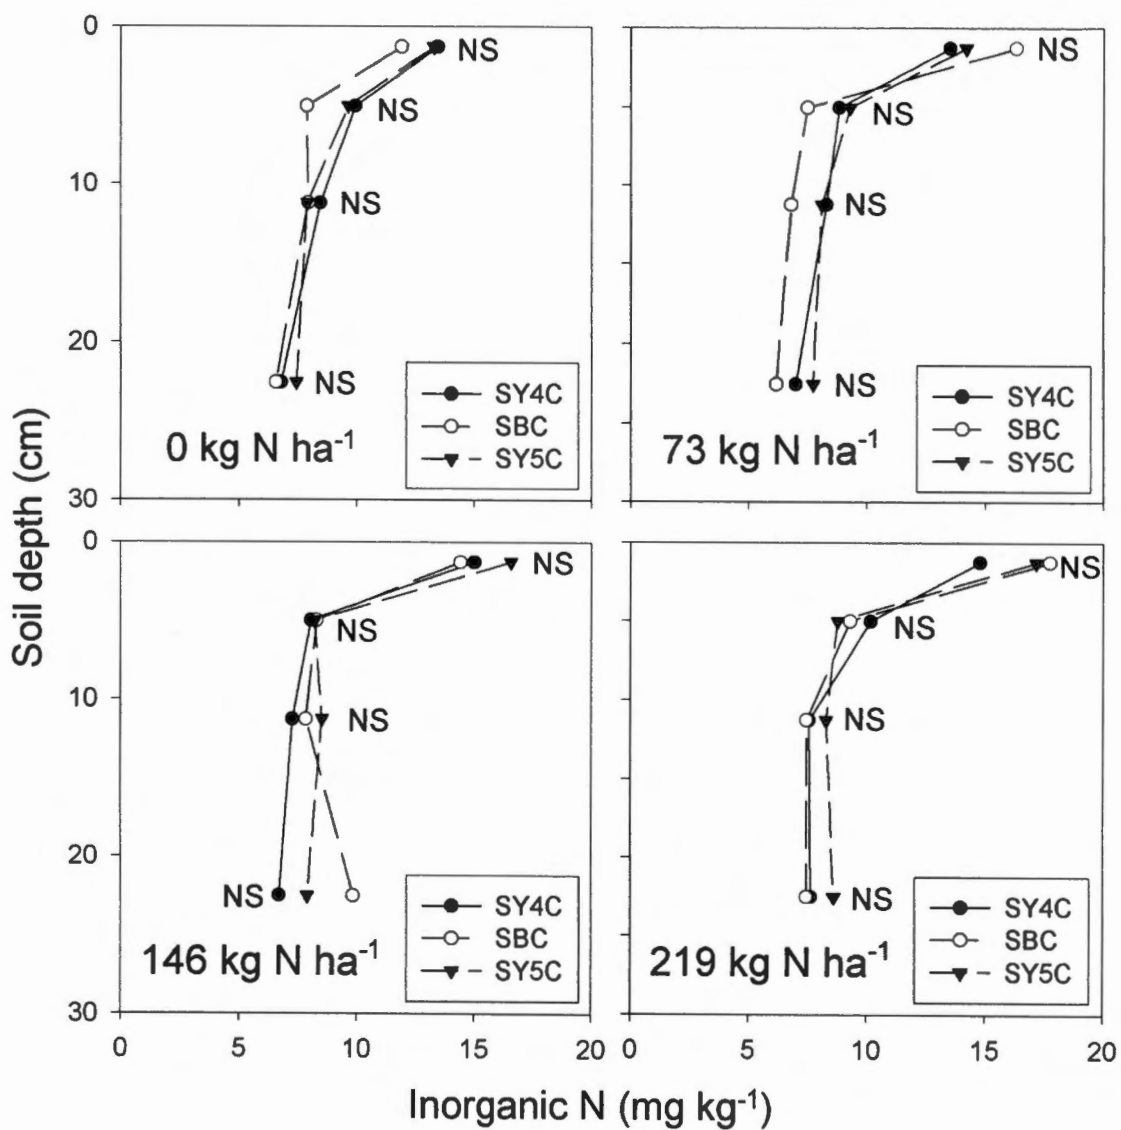 0
NS
NS
NS
10
NS
NS
NS
20
NS
NS
SY4C
SBC
SY5C
SY4C
SBC
SY5C
0 kg N ha⁻¹
73 kg N ha⁻¹
30
Soil depth (cm)
0
NS
NS
NS
NS
10
NS
NS
20
NS
NS
SY4C
SBC
SY5C
SY4C
SBC
SY5C
146 kg N ha⁻¹
219 kg N ha⁻¹
30
0 5 10 15 20
0 5 10 15 20
Inorganic N (mg kg⁻¹)